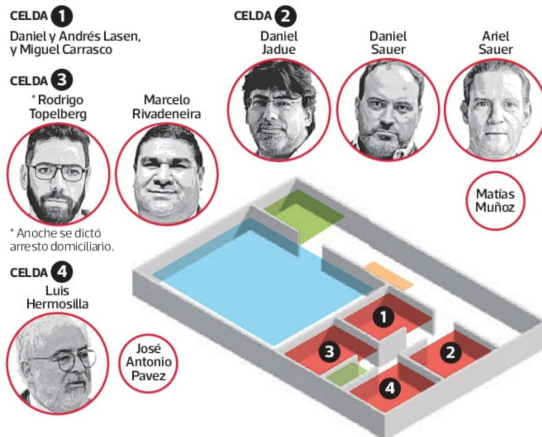 CELDA 1
Daniel y Andrés Lasen,
y Miguel Carrasco
CELDA 2
Daniel
Jadue
Daniel
Sauer
Ariel
Sauer
Matías
Muñoz
CELDA 3
* Rodrigo
Topelberg
Marcelo
Rivadeneira
* Anoche se dictó
arresto domiciliario.
CELDA 4
Luis
Hermosilla
José
Antonio
Pavez
1
3
2
4